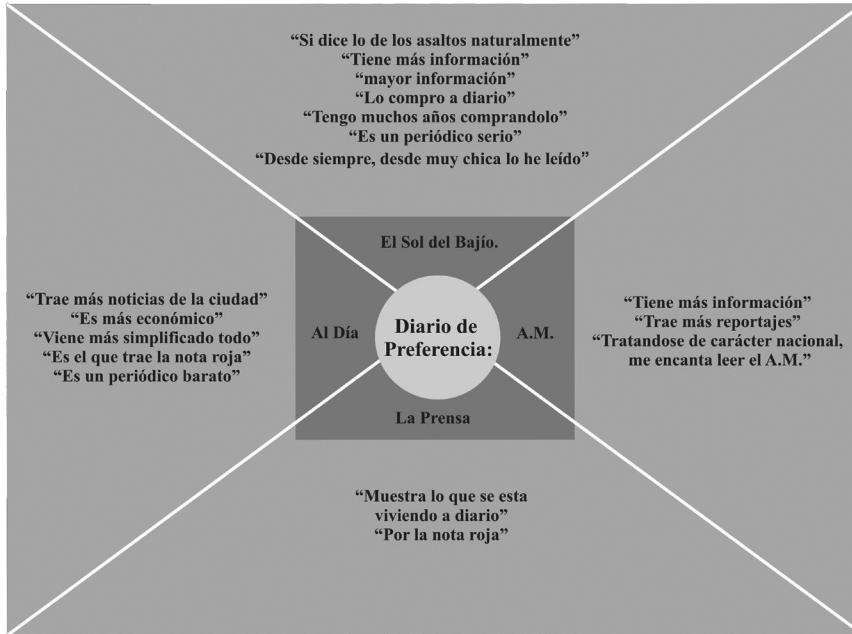 “Si dice lo de los asaltos naturalmente”
“Tiene más información”
“mayor información”
“Lo compro a diario”
“Tengo muchos años comprandolo”
“Es un periódico serio”
“Desde siempre, desde muy chica lo he leído”
El Sol del Bajío.
“Trae más noticias de la ciudad”
“Es más económico”
“Viene más simplificado todo”
“Es el que trae la nota roja”
“Es un periódico barato”
Al Día
Diario de
Preferencia:
A.M.
“Tiene más información”
“Trae más reportajes”
“Tratandose de carácter nacional,
me encanta leer el A.M.”
La Prensa
“Muestra lo que se esta
viviendo a diario”
“Por la nota roja”